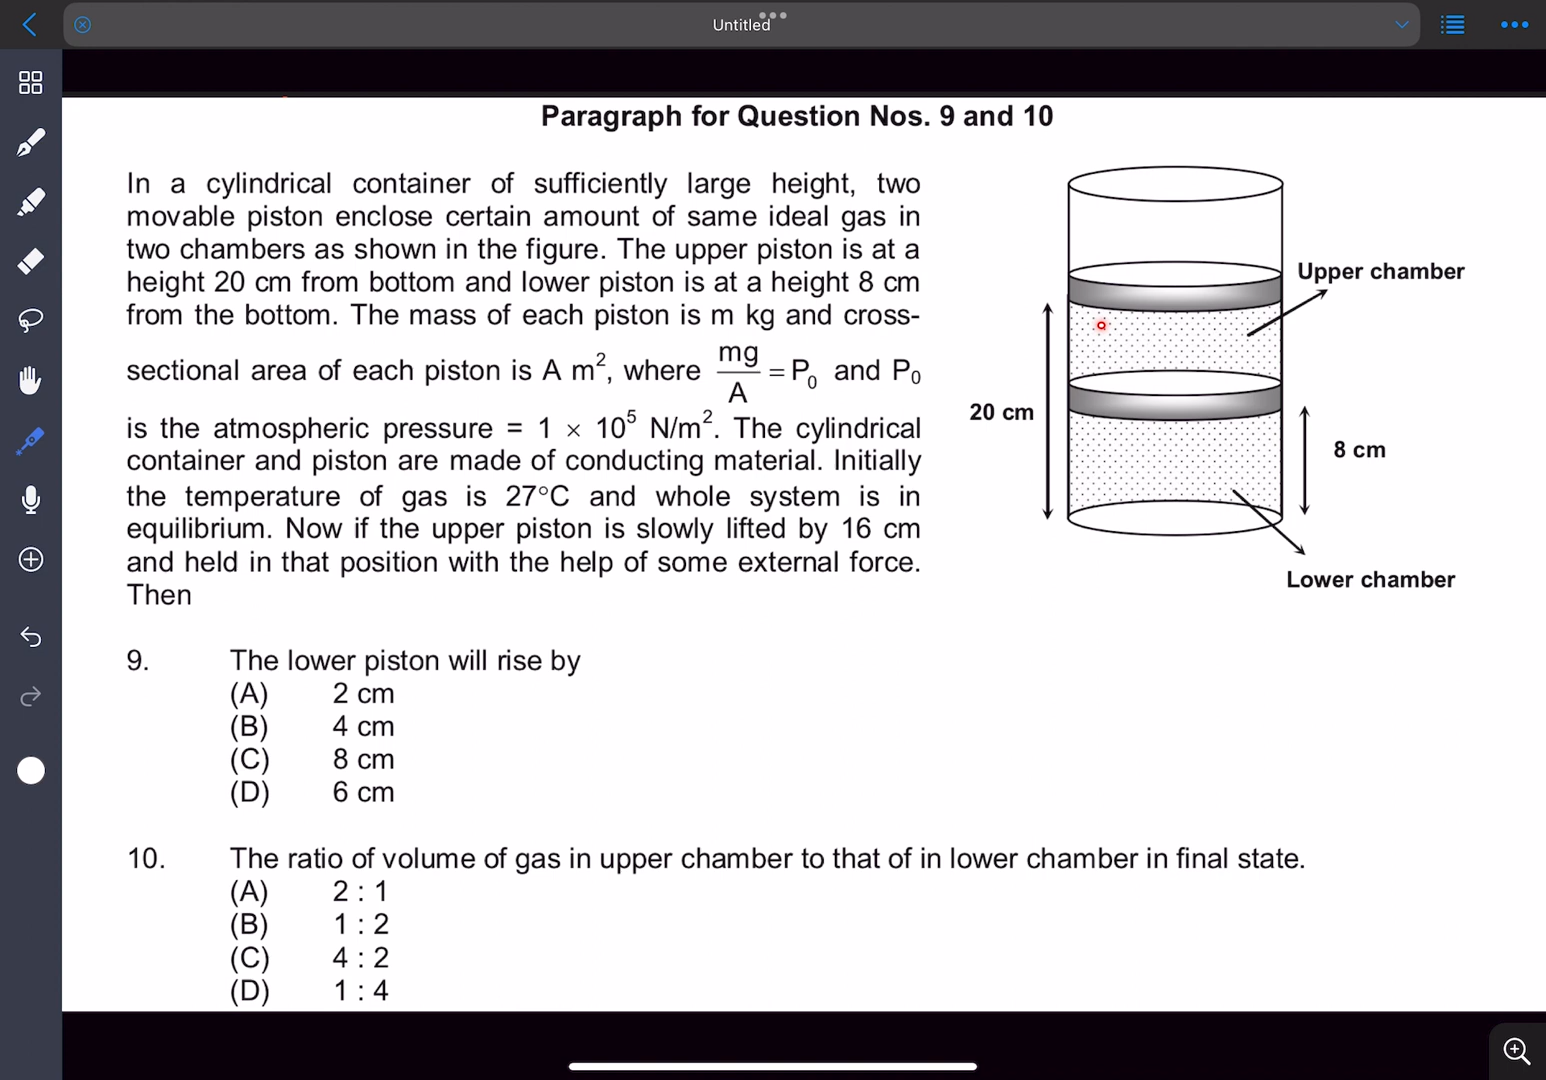 Untitled
Paragraph for Question Nos. 9 and 10
In a cylindrical container of sufficiently large height, two
movable piston enclose certain amount of same ideal gas in
two chambers as shown in the figure. The upper piston is at a
height 20 cm from bottom and lower piston is at a height 8 cm
from the bottom. The mass of each piston is m kg and cross-
sectional area of each piston is A m², where mg/A = P₀ and P₀
is the atmospheric pressure = 1 × 10⁵ N/m². The cylindrical
container and piston are made of conducting material. Initially
the temperature of gas is 27°C and whole system is in
equilibrium. Now if the upper piston is slowly lifted by 16 cm
and held in that position with the help of some external force.
Then
Upper chamber
20 cm
8 cm
Lower chamber
9. The lower piston will rise by
(A) 2 cm
(B) 4 cm
(C) 8 cm
(D) 6 cm
10. The ratio of volume of gas in upper chamber to that of in lower chamber in final state.
(A) 2 : 1
(B) 1 : 2
(C) 4 : 2
(D) 1 : 4